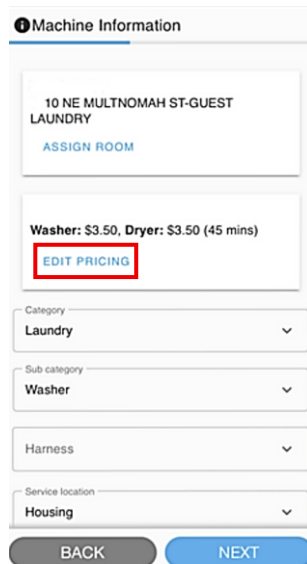 Machine Information
10 NE MULTNOMAH ST-GUEST
LAUNDRY
ASSIGN ROOM
Washer: $3.50, Dryer: $3.50 (45 mins)
EDIT PRICING
Category
Laundry
Sub category
Washer
Harness
Service location
Housing
BACK
NEXT